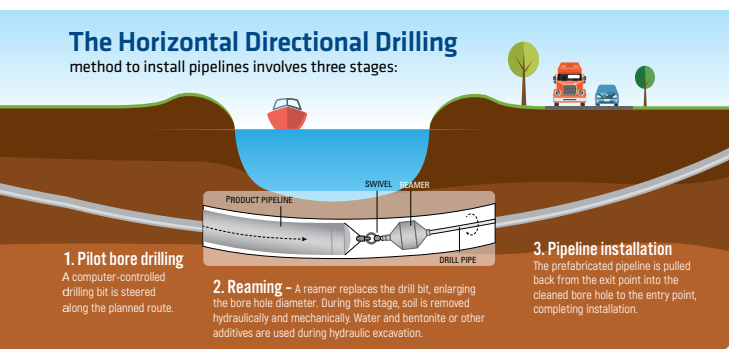 The Horizontal Directional Drilling
method to install pipelines involves three stages:
SWIVEL
REAMER
PRODUCT PIPELINE
DRILL PIPE
1. Pilot bore drilling
A computer-controlled
drilling bit is steered
along the planned route.
2. Reaming – A reamer replaces the drill bit, enlarging
the bore hole diameter. During this stage, soil is removed
hydraulically and mechanically. Water and bentonite or other
additives are used during hydraulic excavation.
3. Pipeline installation
The prefabricated pipeline is pulled
back from the exit point into the
cleaned bore hole to the entry point,
completing installation.